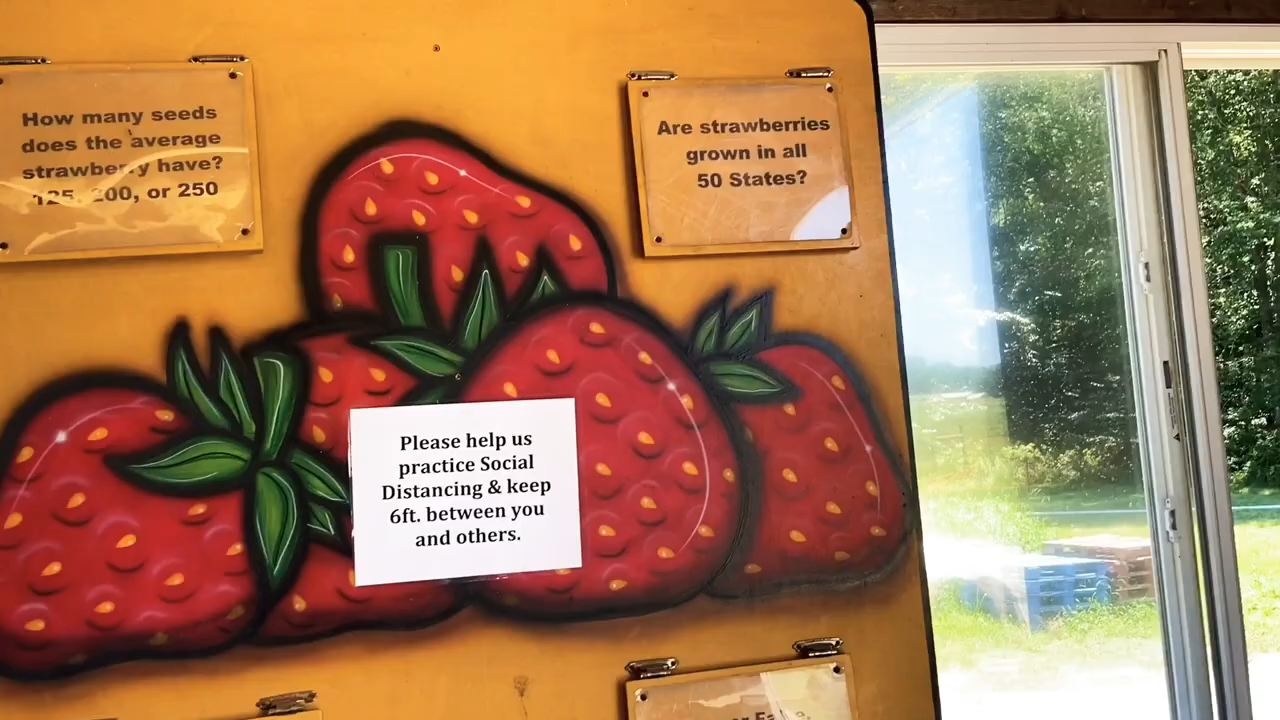 How many seeds
does the average
strawberry have?
125, 200, or 250
Are strawberries
grown in all
50 States?
Please help us
practice Social
Distancing & keep
6ft. between you
and others.